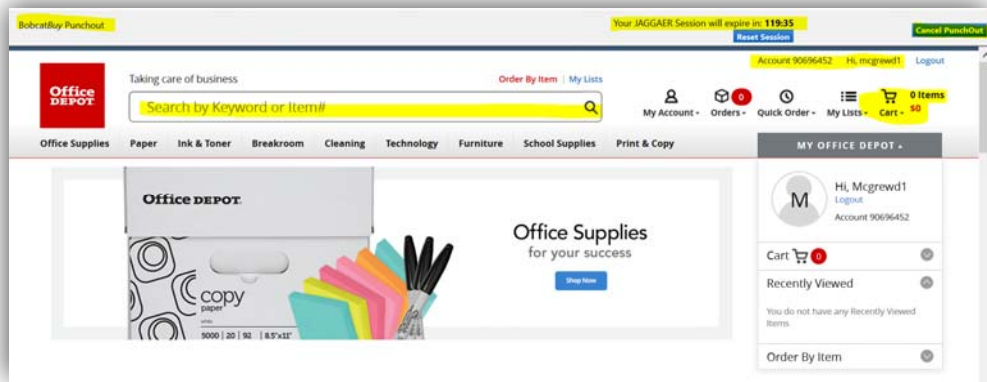 BobcatBuy Punchout
Your JAGGAER Session will expire in: 119:35
Reset Session
Cancel PunchOut
Account 90696452 Hi, mcgrewd1 Logout
Office DEPOT
Taking care of business
Order By Item | My Lists
Search by Keyword or Item#
My Account
Orders
0
Quick Order
My Lists
Cart
0 Items
$0
Office Supplies Paper Ink & Toner Breakroom Cleaning Technology Furniture School Supplies Print & Copy
MY OFFICE DEPOT
M
Hi, Mcgrewd1
Logout
Account 90696452
Cart 0
Recently Viewed
You do not have any Recently Viewed
Items
Order By Item
Office DEPOT
copy
paper
white
5000 | 20 | 92 | 8.5"x11"
Office Supplies
for your success
Shop Now